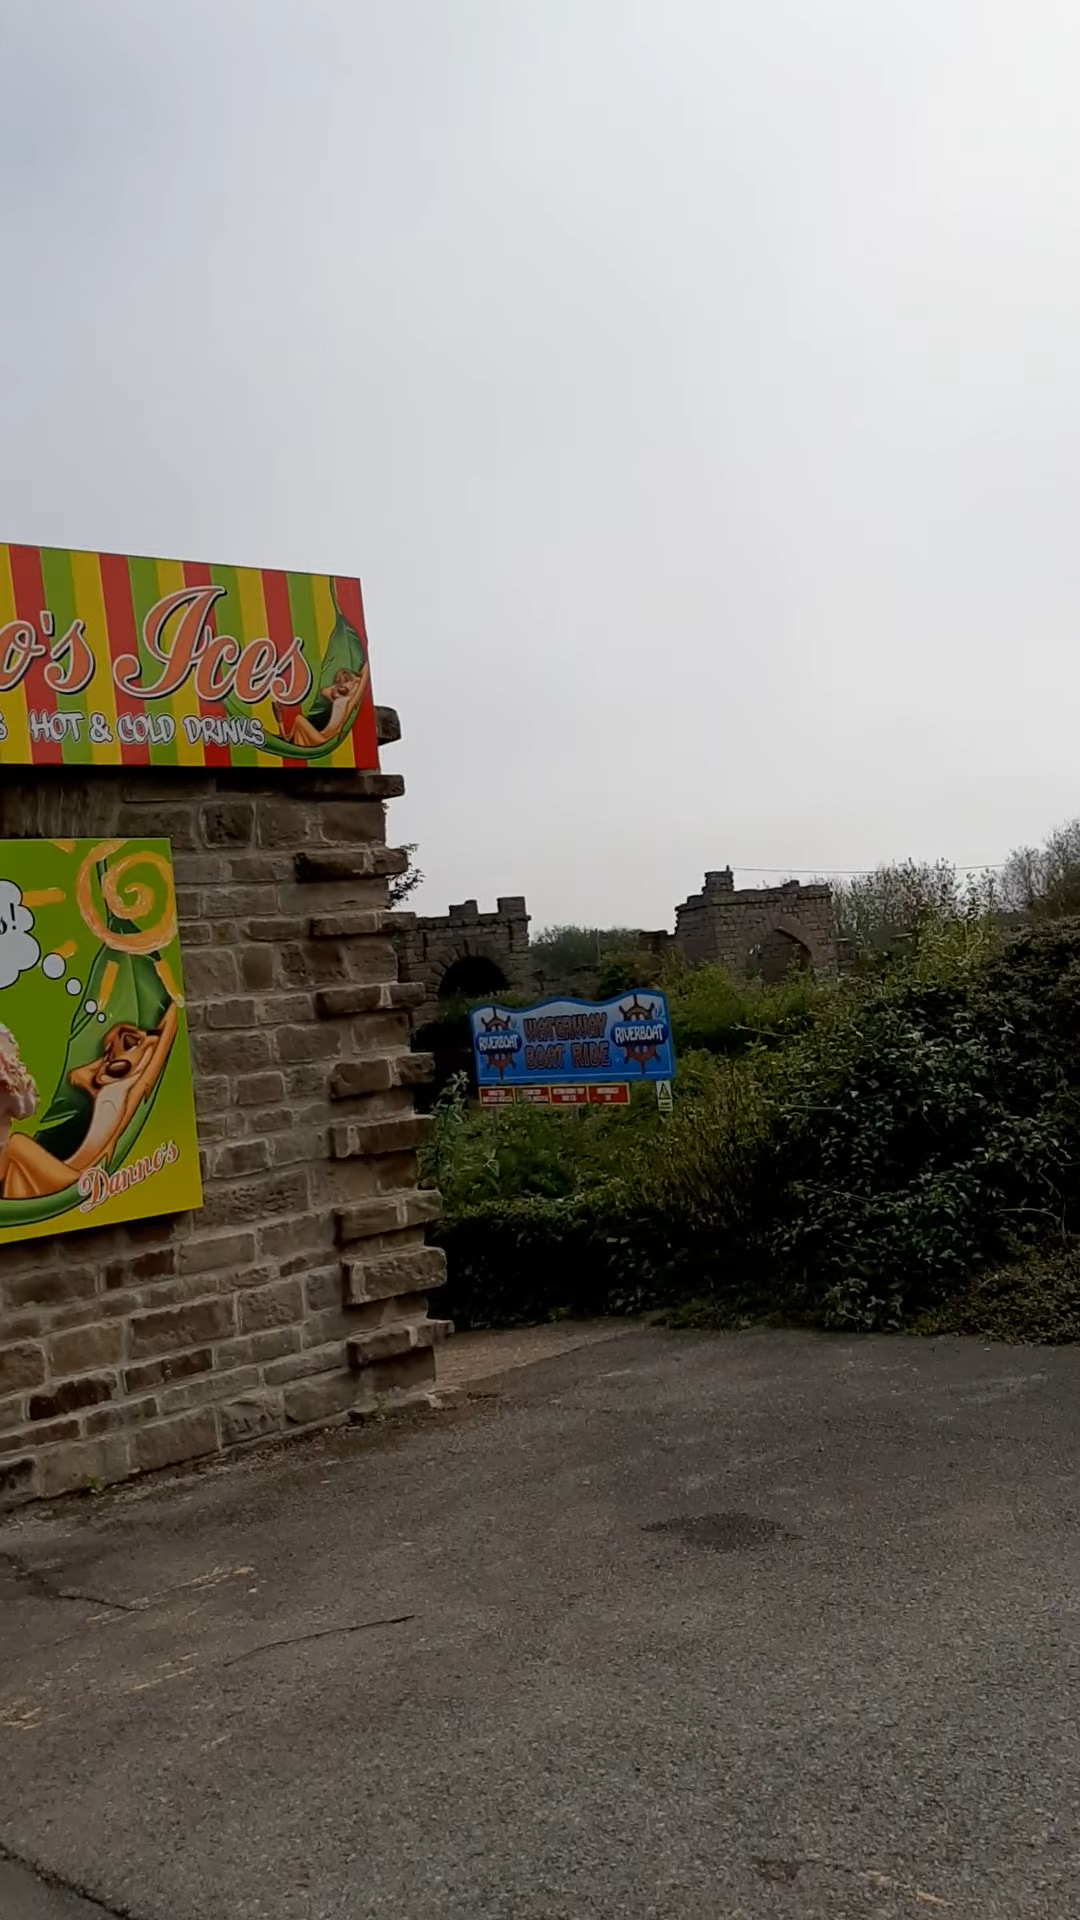 o's Ices
s HOT & COLD DRINKS
s!
Danno's
RIVERBOAT
WATERWAY
BOAT RIDE
RIVERBOAT